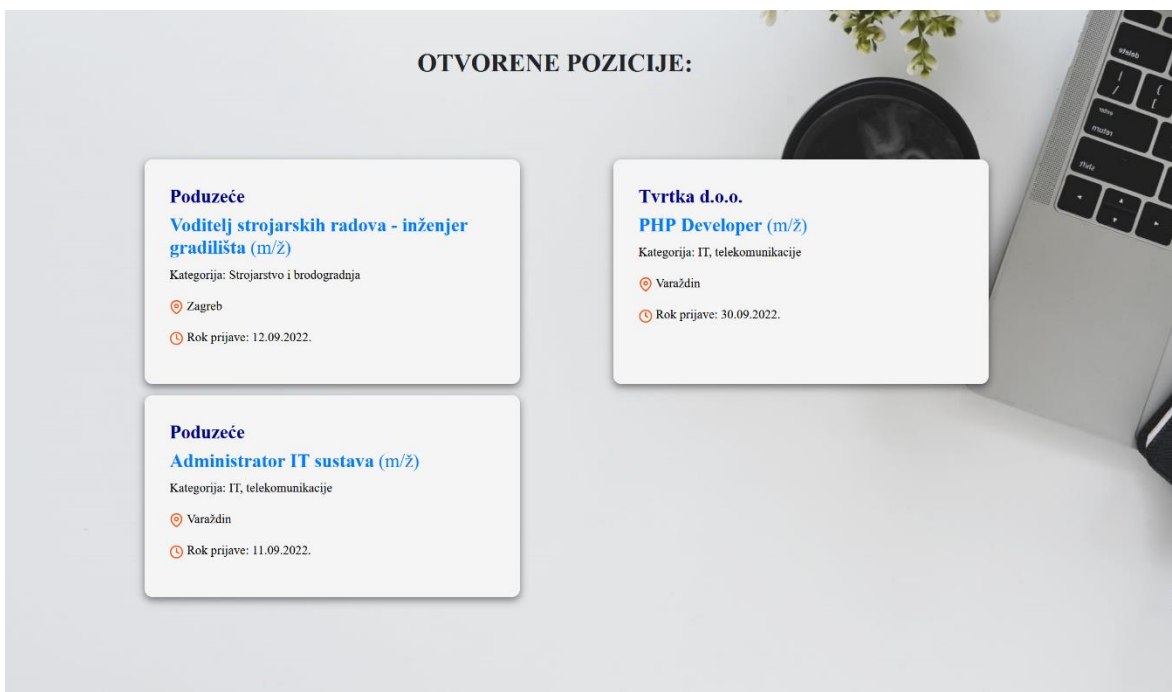 OTVORENE POZICIJE:
Poduzeće
Voditelj strojarskih radova - inženjer
gradilišta (m/ž)
Kategorija: Strojarstvo i brodogradnja
Zagreb
Rok prijave: 12.09.2022.
Tvrtka d.o.o.
PHP Developer (m/ž)
Kategorija: IT, telekomunikacije
Varaždin
Rok prijave: 30.09.2022.
Poduzeće
Administrator IT sustava (m/ž)
Kategorija: IT, telekomunikacije
Varaždin
Rok prijave: 11.09.2022.